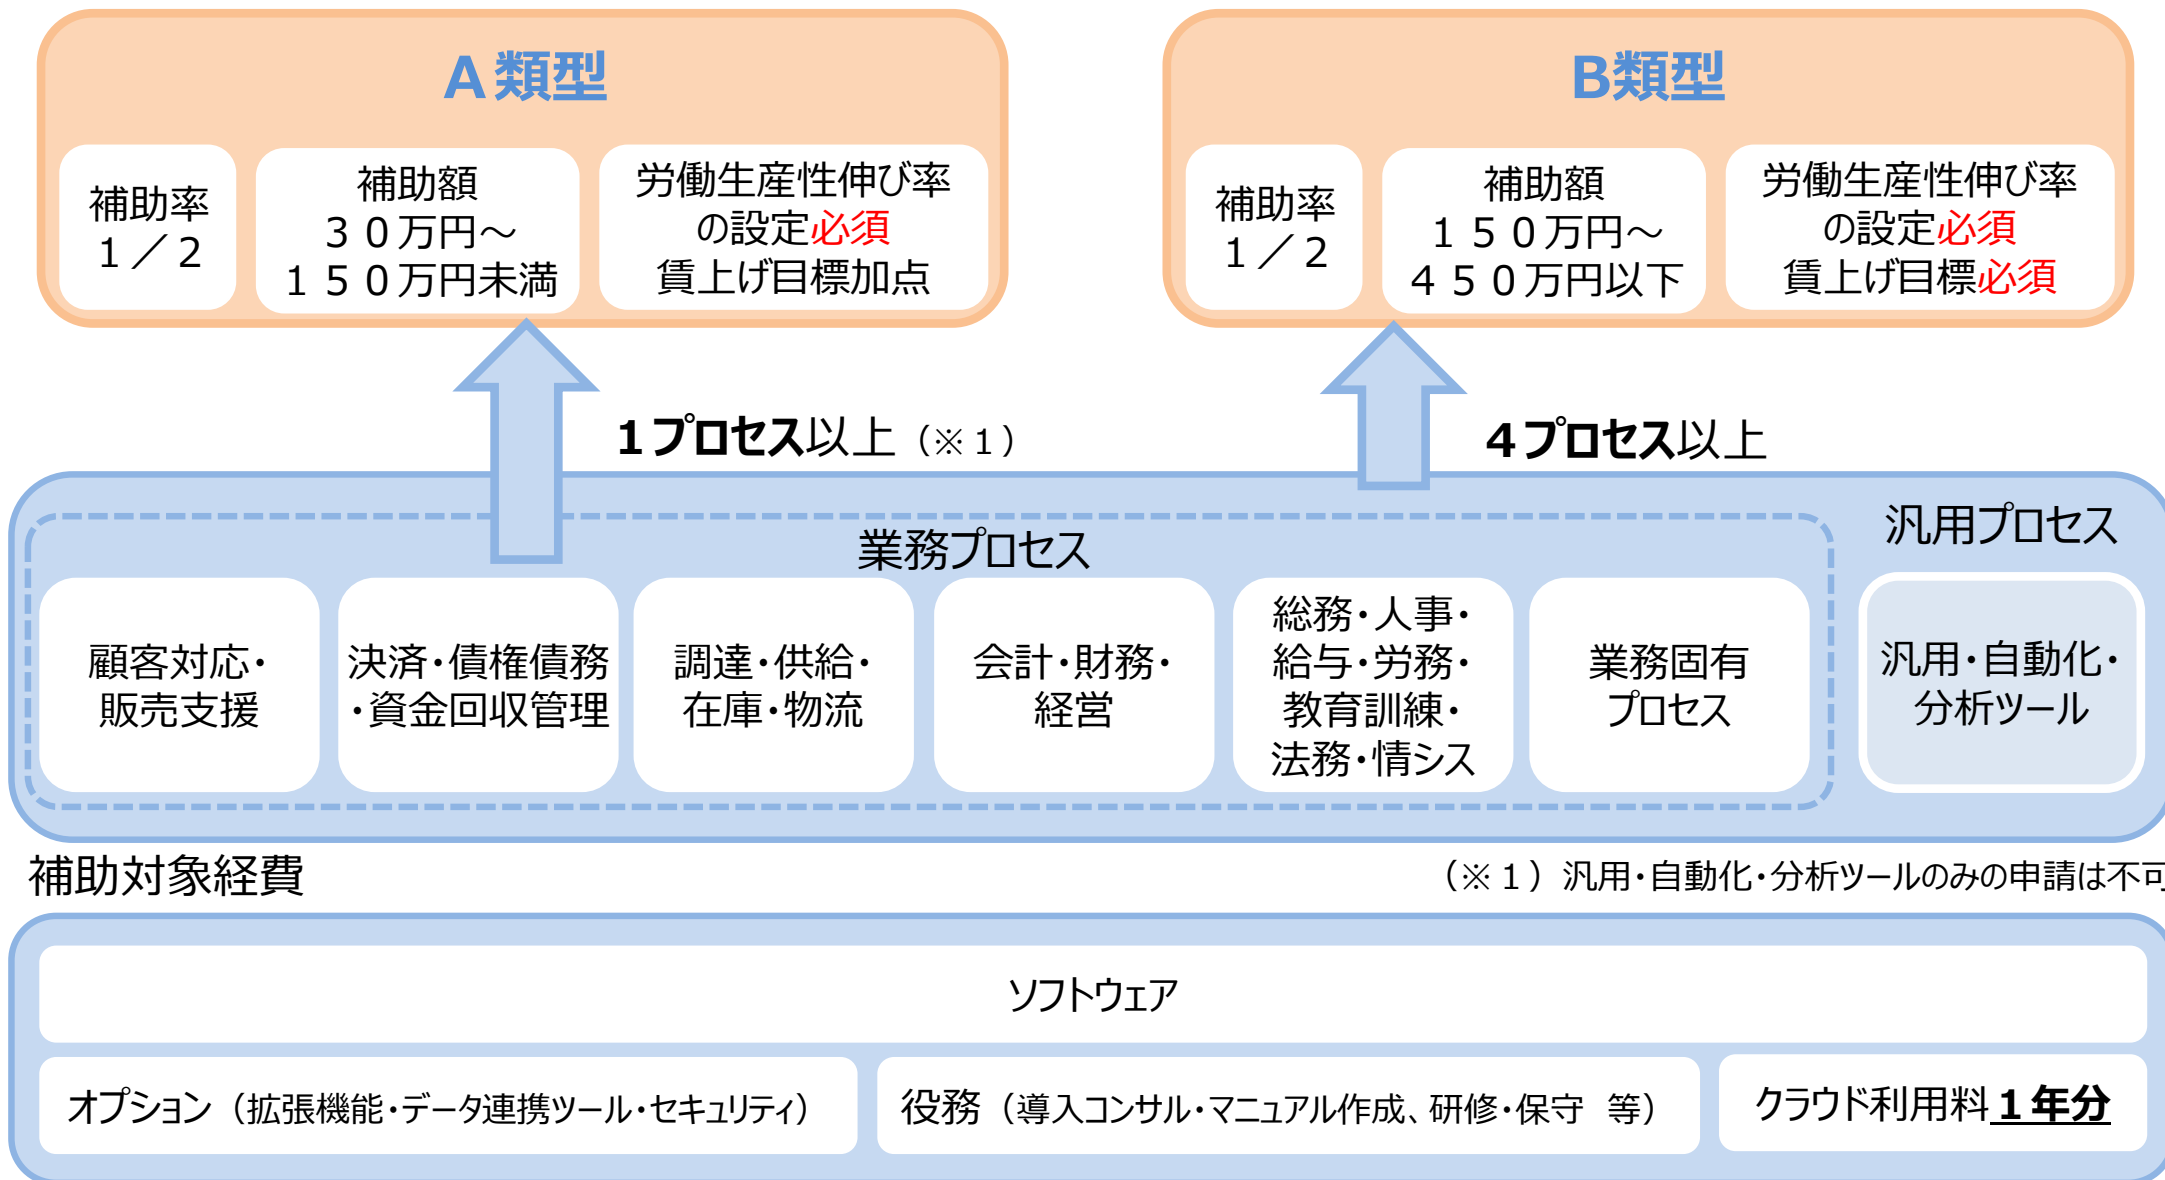 A類型
補助率
1／2
補助額
３０万円～
１５０万円未満
労働生産性伸び率
の設定必須
賃上げ目標加点
B類型
補助率
1／2
補助額
１５０万円～
４５０万円以下
労働生産性伸び率
の設定必須
賃上げ目標必須
1プロセス以上（※１）
４プロセス以上
業務プロセス
汎用プロセス
顧客対応・
販売支援
決済・債権債務
・資金回収管理
調達・供給・
在庫・物流
会計・財務・
経営
総務・人事・
給与・労務・
教育訓練・
法務・情シス
業務固有
プロセス
汎用・自動化・
分析ツール
補助対象経費
（※１）汎用・自動化・分析ツールのみの申請は不可
ソフトウェア
オプション（拡張機能・データ連携ツール・セキュリティ）
役務（導入コンサル・マニュアル作成、研修・保守　等）
クラウド利用料１年分